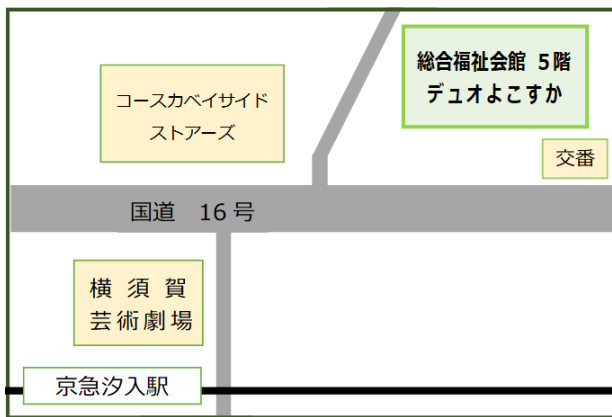 総合福祉会館 5階
デュオよこすか
コースカベイサイド
ストアーズ
交番
国道 16号
横須賀
芸術劇場
京急汐入駅